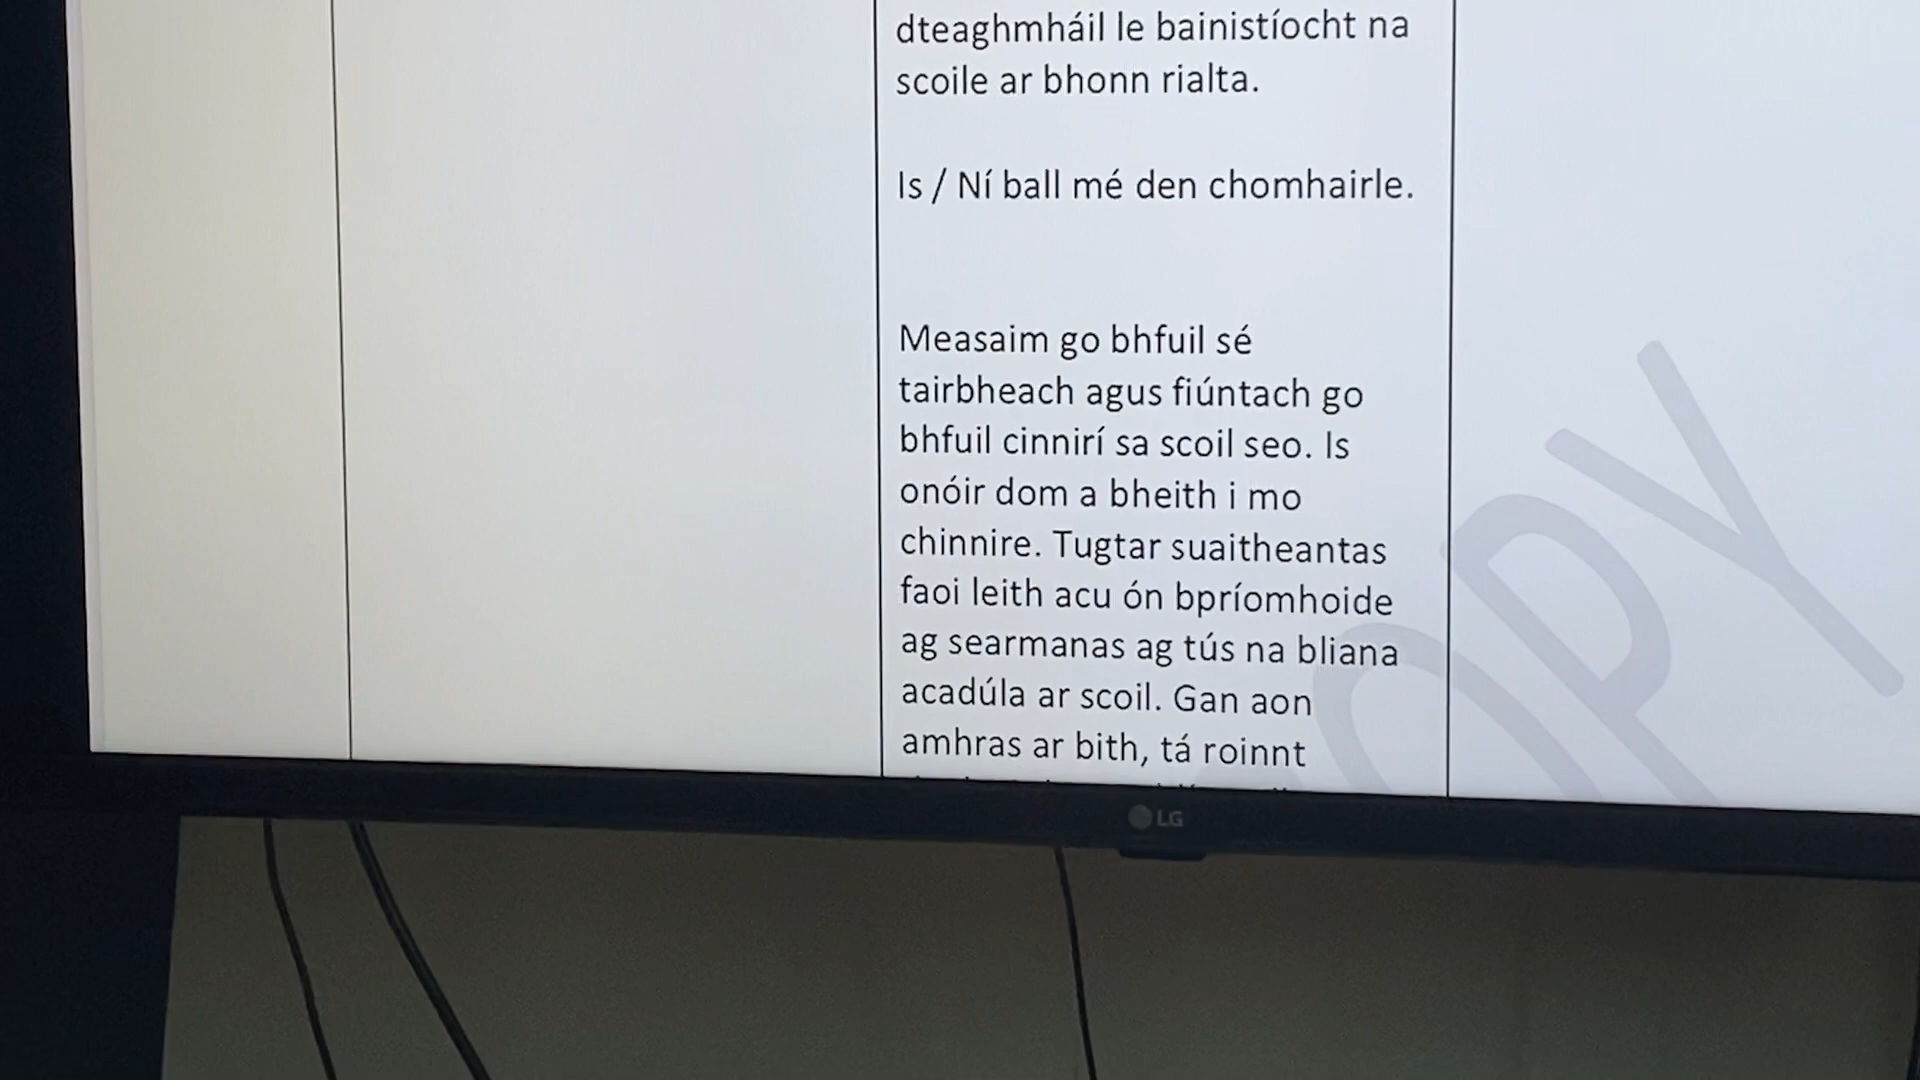 dteaghmháil le bainistíocht na
scoile ar bhonn rialta.
Is / Ní ball mé den chomhairle.
Measaim go bhfuil sé
tairbheach agus fiúntach go
bhfuil cinnirí sa scoil seo. Is
onóir dom a bheith i mo
chinnire. Tugtar suaitheantas
faoi leith acu ón bpríomhoide
ag searmanas ag tús na bliana
acadúla ar scoil. Gan aon
amhras ar bith, tá roinnt
OPY
LG